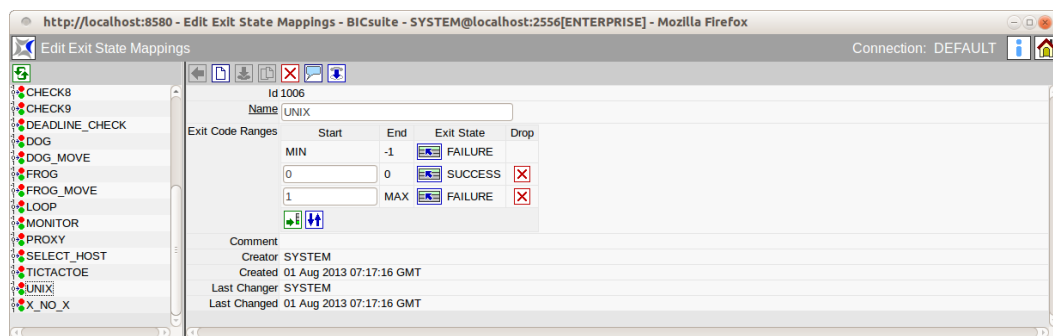 http://localhost:8580 - Edit Exit State Mappings - BICsuite - SYSTEM@localhost:2556[ENTERPRISE] - Mozilla Firefox
Edit Exit State Mappings
Connection: DEFAULT
CHECK8
CHECK9
DEADLINE_CHECK
DOG
DOG_MOVE
FROG
FROG_MOVE
LOOP
MONITOR
PROXY
SELECT_HOST
TICTACTOE
UNIX
X_NO_X
Id 1006
Name UNIX
Exit Code Ranges Start End Exit State Drop
MIN -1 FAILURE
0 0 SUCCESS
1 MAX FAILURE
Comment
Creator SYSTEM
Created 01 Aug 2013 07:17:16 GMT
Last Changer SYSTEM
Last Changed 01 Aug 2013 07:17:16 GMT